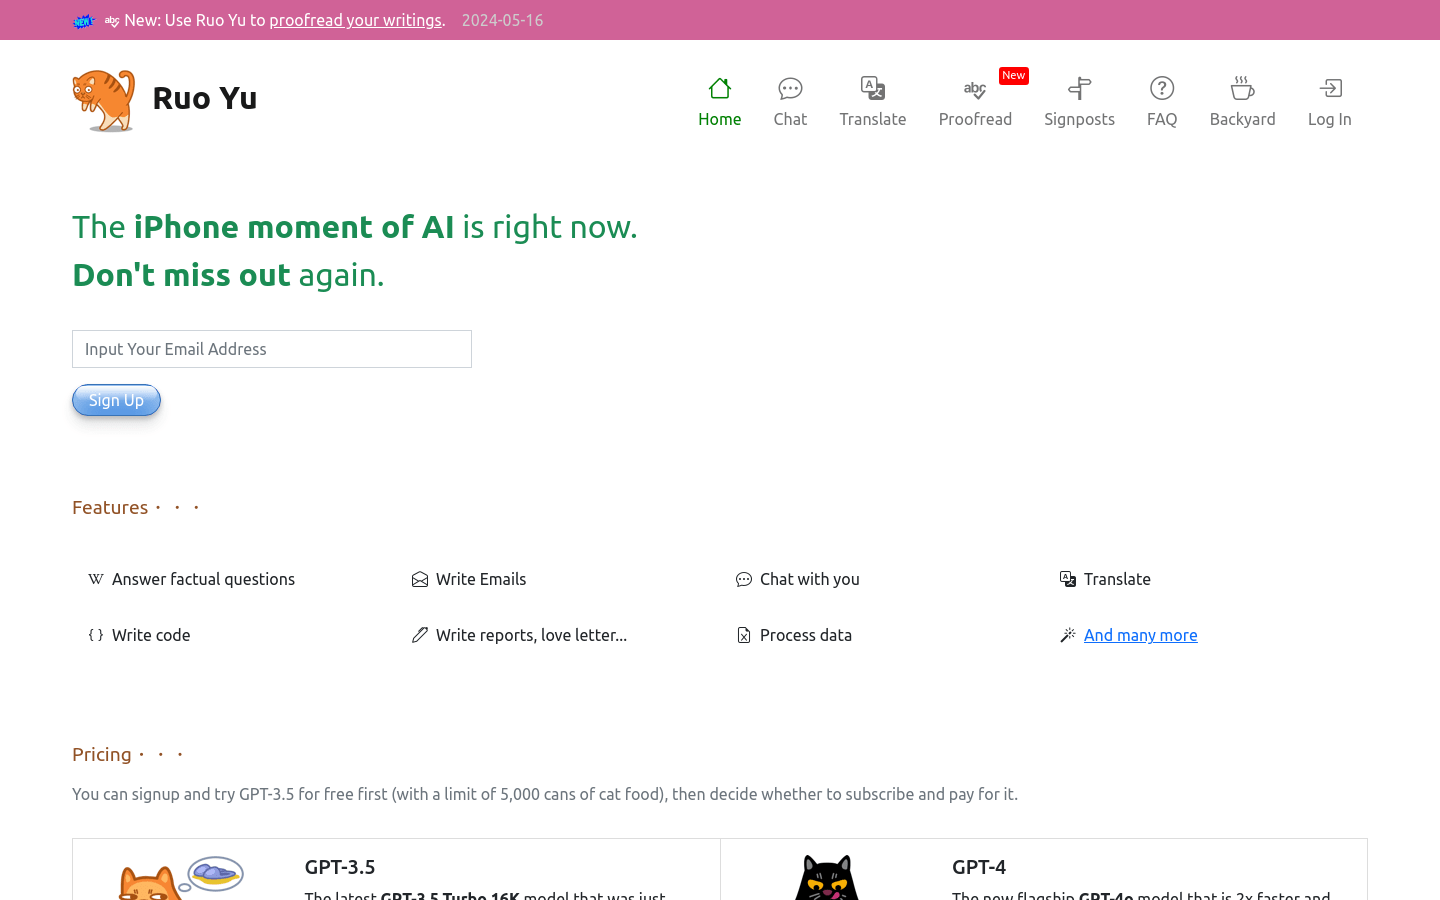 NEW abc New: Use Ruo Yu to proofread your writings. 2024-05-16
Ruo Yu
New
abc
Home Chat Translate Proofread Signposts FAQ Backyard Log In
The iPhone moment of AI is right now.
Don't miss out again.
Input Your Email Address
Sign Up
Features · · ·
Answer factual questions
Write Emails
Chat with you
Translate
Write code
Write reports, love letter...
Process data
And many more
Pricing · · ·
You can signup and try GPT-3.5 for free first (with a limit of 5,000 cans of cat food), then decide whether to subscribe and pay for it.
GPT-3.5
The latest GPT-3.5 Turbo 16K model that was just
GPT-4
The new flagship GPT-4o model that is 2x faster and